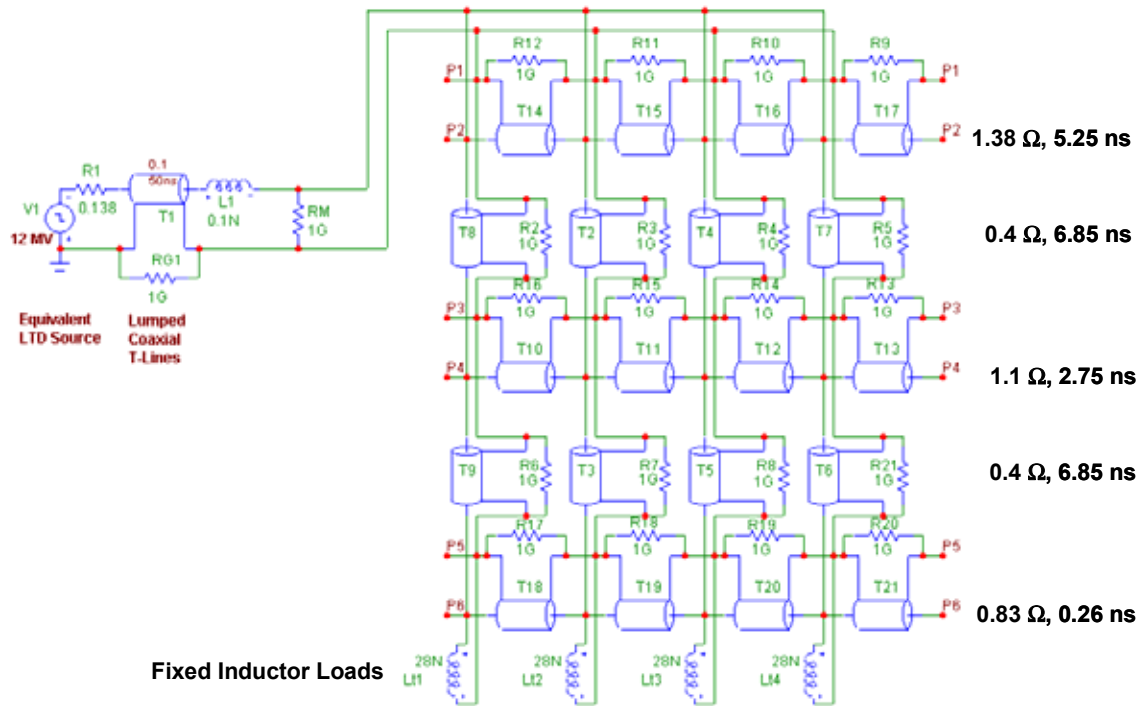 R12 R11 R10 R9
P1 1G 1G 1G 1G P1
T14 T15 T16 T17
P2 P2 1.38 Ω, 5.25 ns
0.1
R1 50ns
V1 0.138 T1 L1 RM
12 MV 0.1N 1G
RG1
1G
Equivalent
LTD Source
Lumped
Coaxial
T-Lines
T8 R2 T2 R3 T4 R4 T7 R5 0.4 Ω, 6.85 ns
1G 1G 1G 1G
R16 R15 R14 R13
P3 1G 1G 1G 1G P3
T10 T11 T12 T13
P4 P4 1.1 Ω, 2.75 ns
T9 R6 T3 R7 T5 R8 T6 R21 0.4 Ω, 6.85 ns
1G 1G 1G 1G
R17 R18 R19 R20
P5 1G 1G 1G 1G P5
T18 T19 T20 T21
P6 P6 0.83 Ω, 0.26 ns
28N 28N 28N 28N
Fixed Inductor Loads Lt1 Lt2 Lt3 Lt4